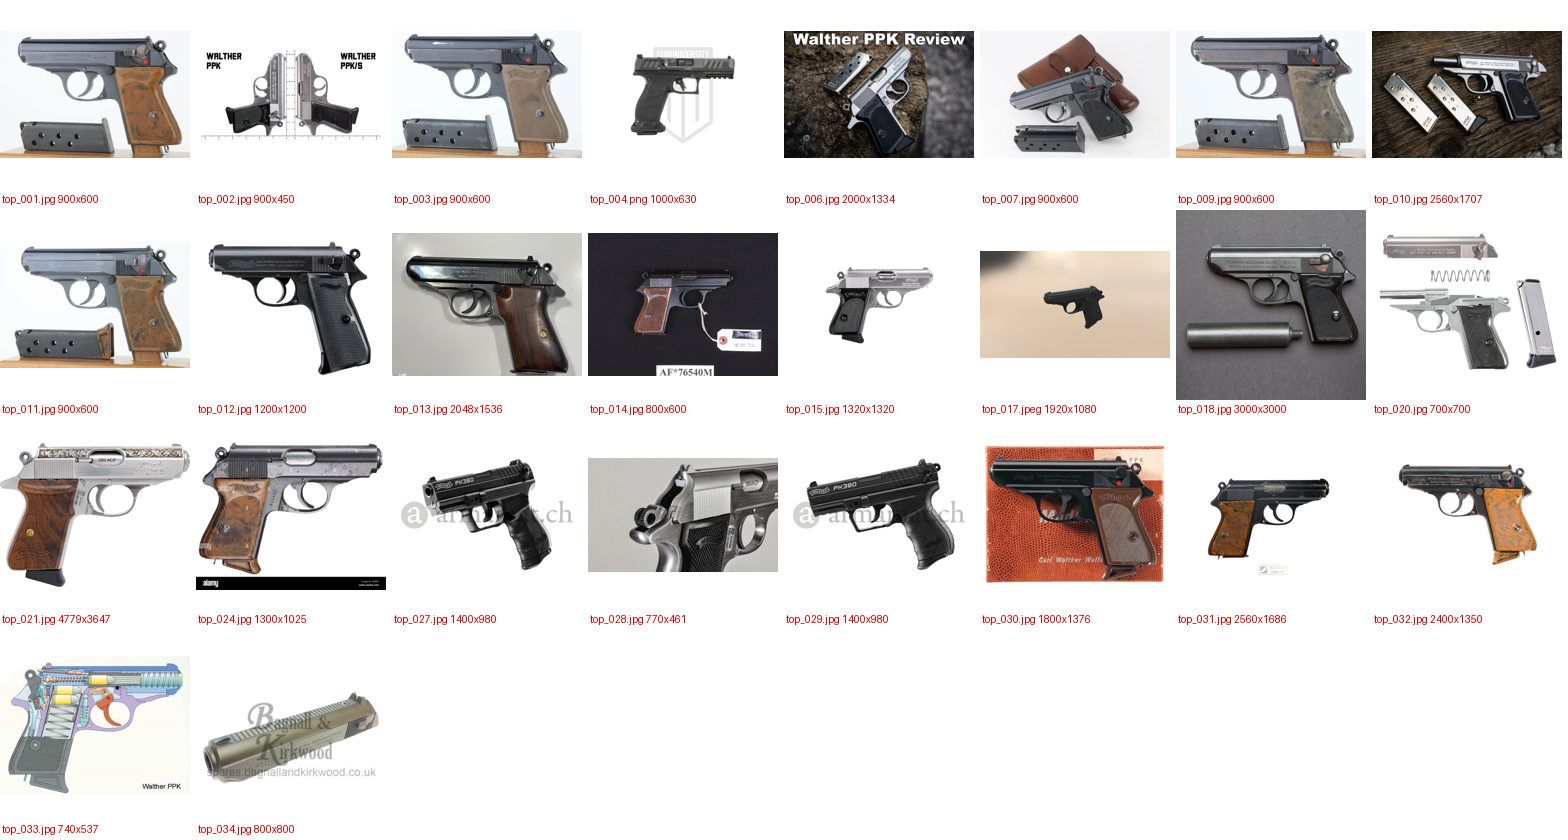 WALTHER PPK
WALTHER PPK/S
GUNUNIVERSITY
Walther PPK Review
top_001.jpg 900x600
top_002.jpg 900x450
top_003.jpg 900x600
top_004.png 1000x630
top_006.jpg 2000x1334
top_007.jpg 900x600
top_009.jpg 900x600
top_010.jpg 2560x1707
AF*76540M
top_011.jpg 900x600
top_012.jpg 1200x1200
top_013.jpg 2048x1536
top_014.jpg 800x600
top_015.jpg 1320x1320
top_017.jpeg 1920x1080
top_018.jpg 3000x3000
top_020.jpg 700x700
.380 ACP
PK380
PK380
PPK
Carl Walther
alamy
top_021.jpg 4779x3647
top_024.jpg 1300x1025
top_027.jpg 1400x980
top_028.jpg 770x461
top_029.jpg 1400x980
top_030.jpg 1800x1376
top_031.jpg 2560x1686
top_032.jpg 2400x1350
Bagnall &
Kirkwood
spares.bagnallandkirkwood.co.uk
Walther PPK
top_033.jpg 740x537
top_034.jpg 800x800